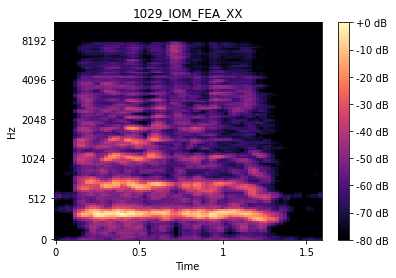 1029_IOM_FEA_XX
Hz
8192
4096
2048
1024
512
0
0
0.5
1
1.5
Time
+0 dB
-10 dB
-20 dB
-30 dB
-40 dB
-50 dB
-60 dB
-70 dB
-80 dB